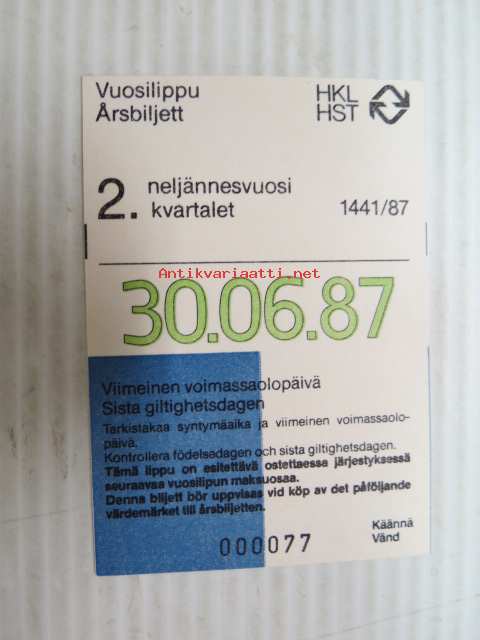 Vuosilippu
Årsbiljett
HKL
HST
2. neljännesvuosi
kvartalet
1441/87
Antikvariaatti.net
30.06.87
Viimeinen voimassaolopäivä
Sista giltighetsdagen
Tarkistakaa syntymäaika ja viimeinen voimassaolo-
päivä.
Kontrollera födelsedagen och sista giltighetsdagen.
Tämä lippu on esitettävä ostettaessa järjestyksessä
seuraavaa vuosilipun maksuosaa.
Denna biljett bör uppvisas vid köp av det påföljande
värdemärket till årsbiljetten.
000077
Käännä
Vänd